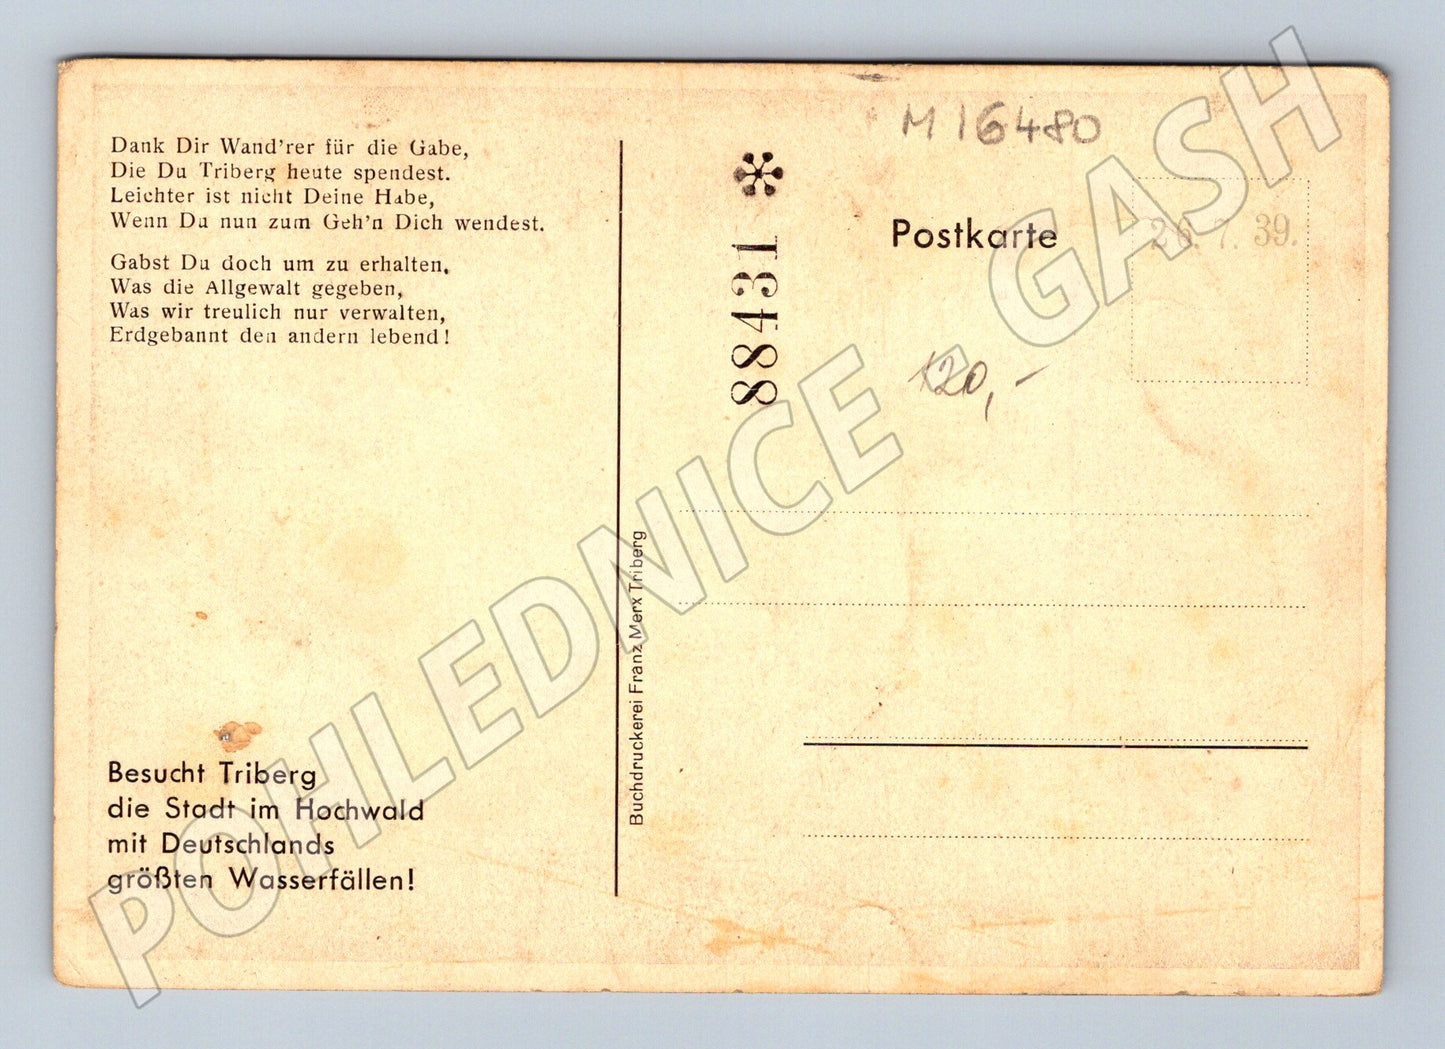 Dank Dir Wand'rer für die Gabe,
Die Du Triberg heute spendest.
Leichter ist nicht Deine Habe,
Wenn Du nun zum Geh'n Dich wendest.
Gabst Du doch um zu erhalten,
Was die Allgewalt gegeben,
Was wir treulich nur verwalten,
Erdgebannt den andern lebend!
Besucht Triberg
die Stadt im Hochwald
mit Deutschlands
größten Wasserfällen!
Buchdruckerei Franz Merx Triberg
88431
M 16480
Postkarte
26. 7. 39.
120,-
POHLEDNICE - GASH